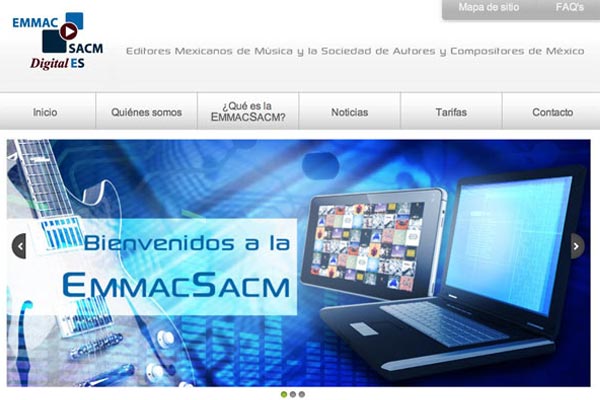 Mapa de sitio
FAQ's
EMMAC
SACM
Digital ES
Editores Mexicanos de Música y la Sociedad de Autores y Compositores de México
Inicio
Quiénes somos
¿Qué es la
EMMACSACM?
Noticias
Tarifas
Contacto
Bienvenidos a la
EMMACSACM